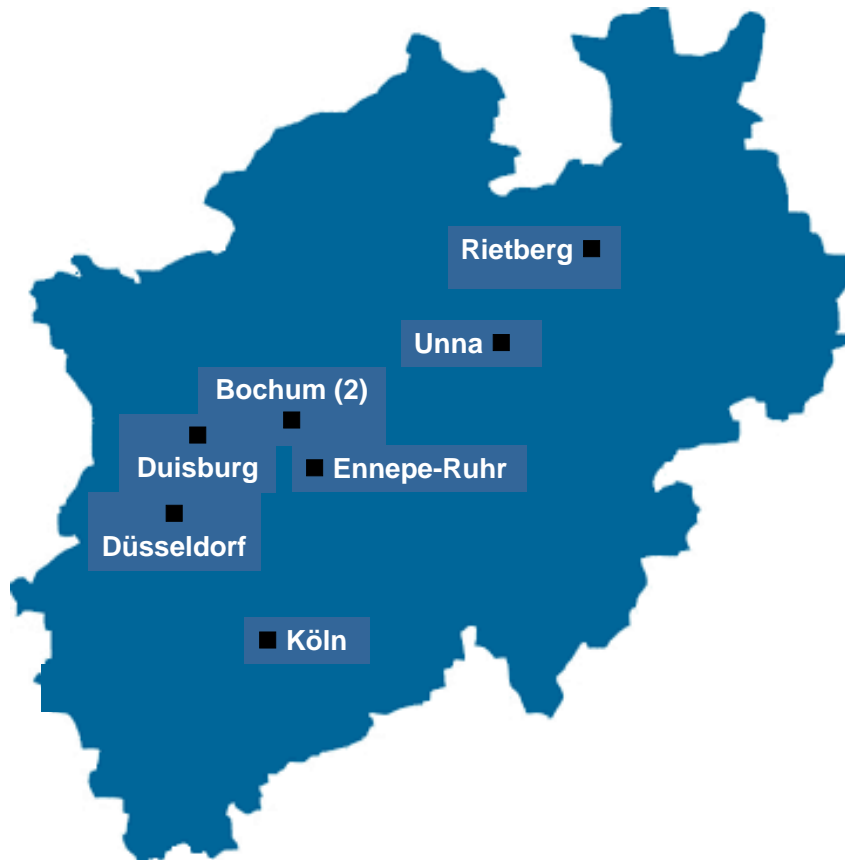 Rietberg
Unna
Bochum (2)
Duisburg
Ennepe-Ruhr
Düsseldorf
Köln